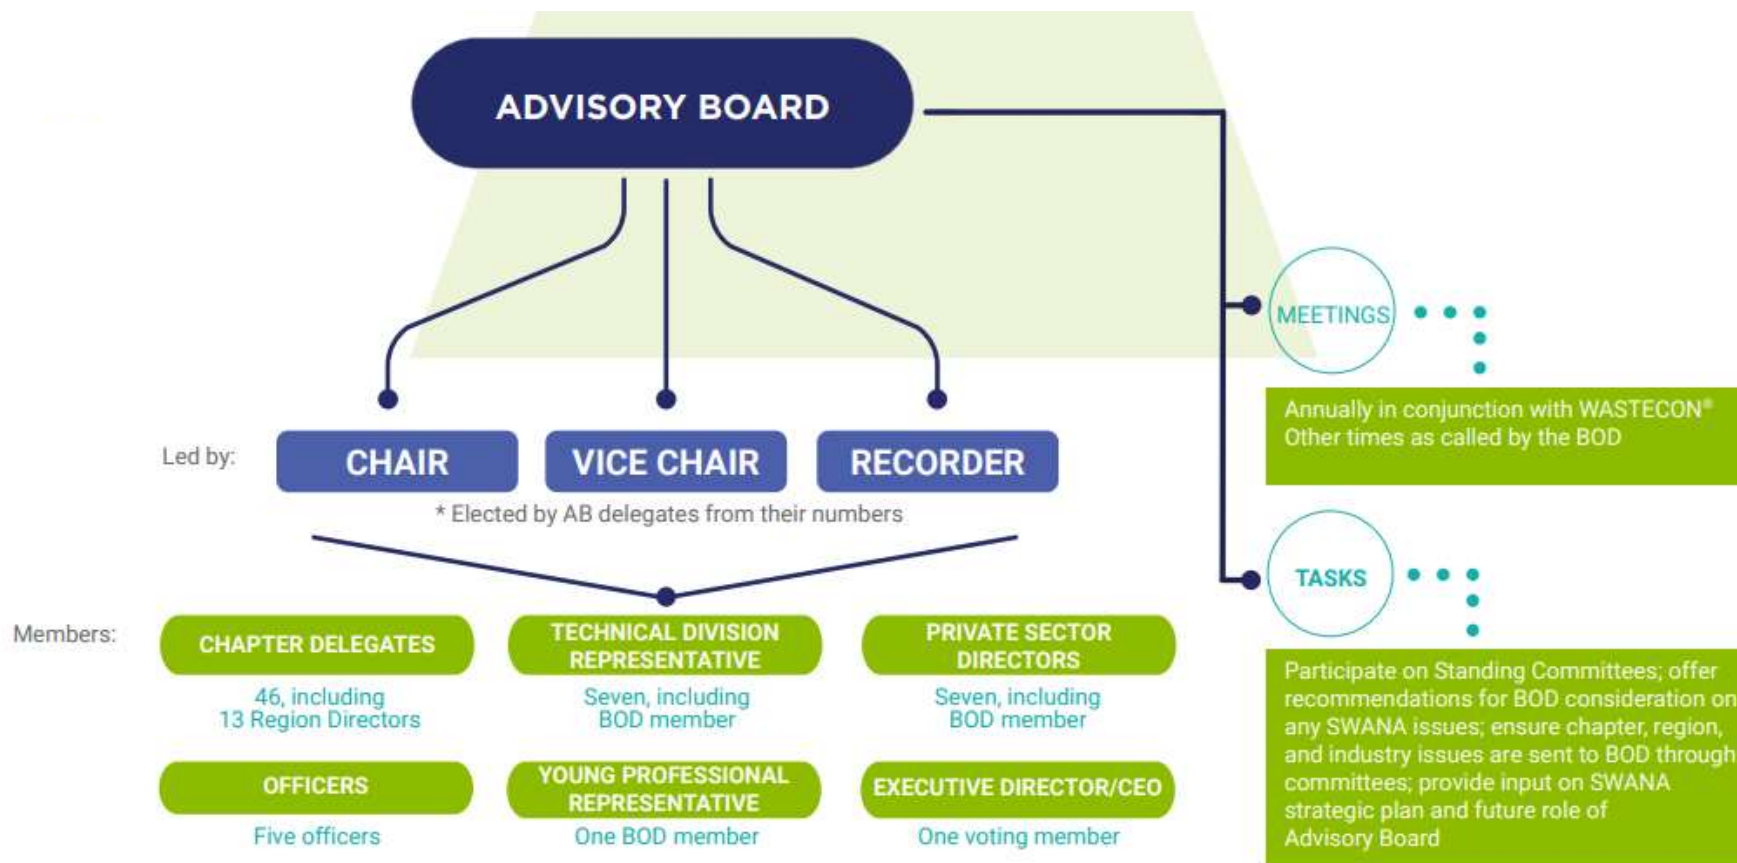 ADVISORY BOARD
Led by:
CHAIR
VICE CHAIR
RECORDER
* Elected by AB delegates from their numbers
Members:
CHAPTER DELEGATES
46, including
13 Region Directors
TECHNICAL DIVISION
REPRESENTATIVE
Seven, including
BOD member
PRIVATE SECTOR
DIRECTORS
Seven, including
BOD member
OFFICERS
Five officers
YOUNG PROFESSIONAL
REPRESENTATIVE
One BOD member
EXECUTIVE DIRECTOR/CEO
One voting member
MEETINGS
Annually in conjunction with WASTECON®
Other times as called by the BOD
TASKS
Participate on Standing Committees; offer
recommendations for BOD consideration on
any SWANA issues; ensure chapter, region,
and industry issues are sent to BOD through
committees; provide input on SWANA
strategic plan and future role of
Advisory Board